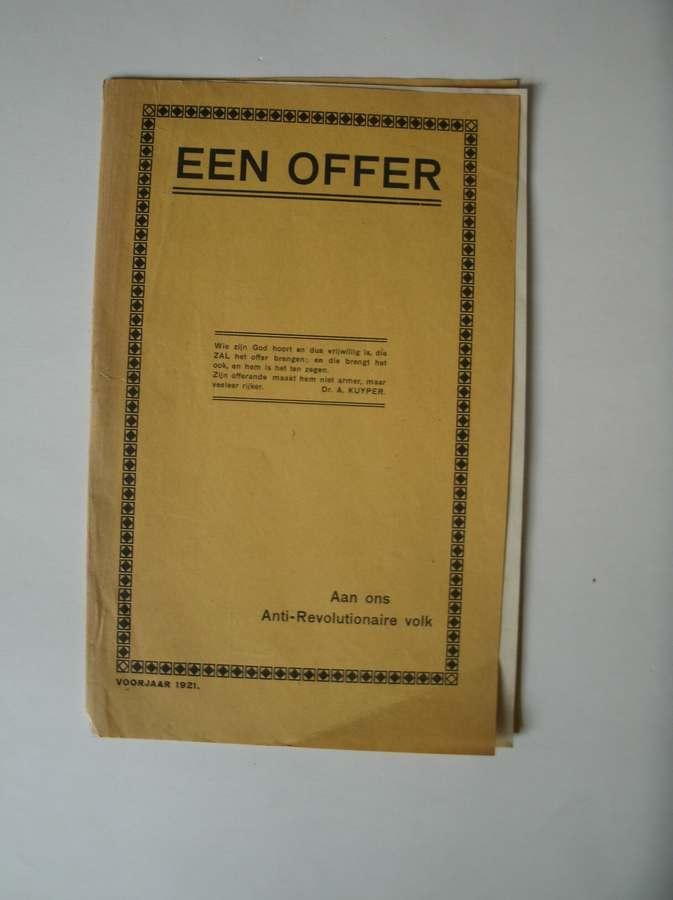 EEN OFFER
Wie zijn God hoort en dus vrijwillig is, die
ZAL het offer brengen; en die brengt het
ook, en hem is het ten zegen.
Zijn offerande maakt hem niet armer, maar
veeleer rijker. Dr. A. KUYPER.
Aan ons
Anti-Revolutionaire volk
VOORJAAR 1921.